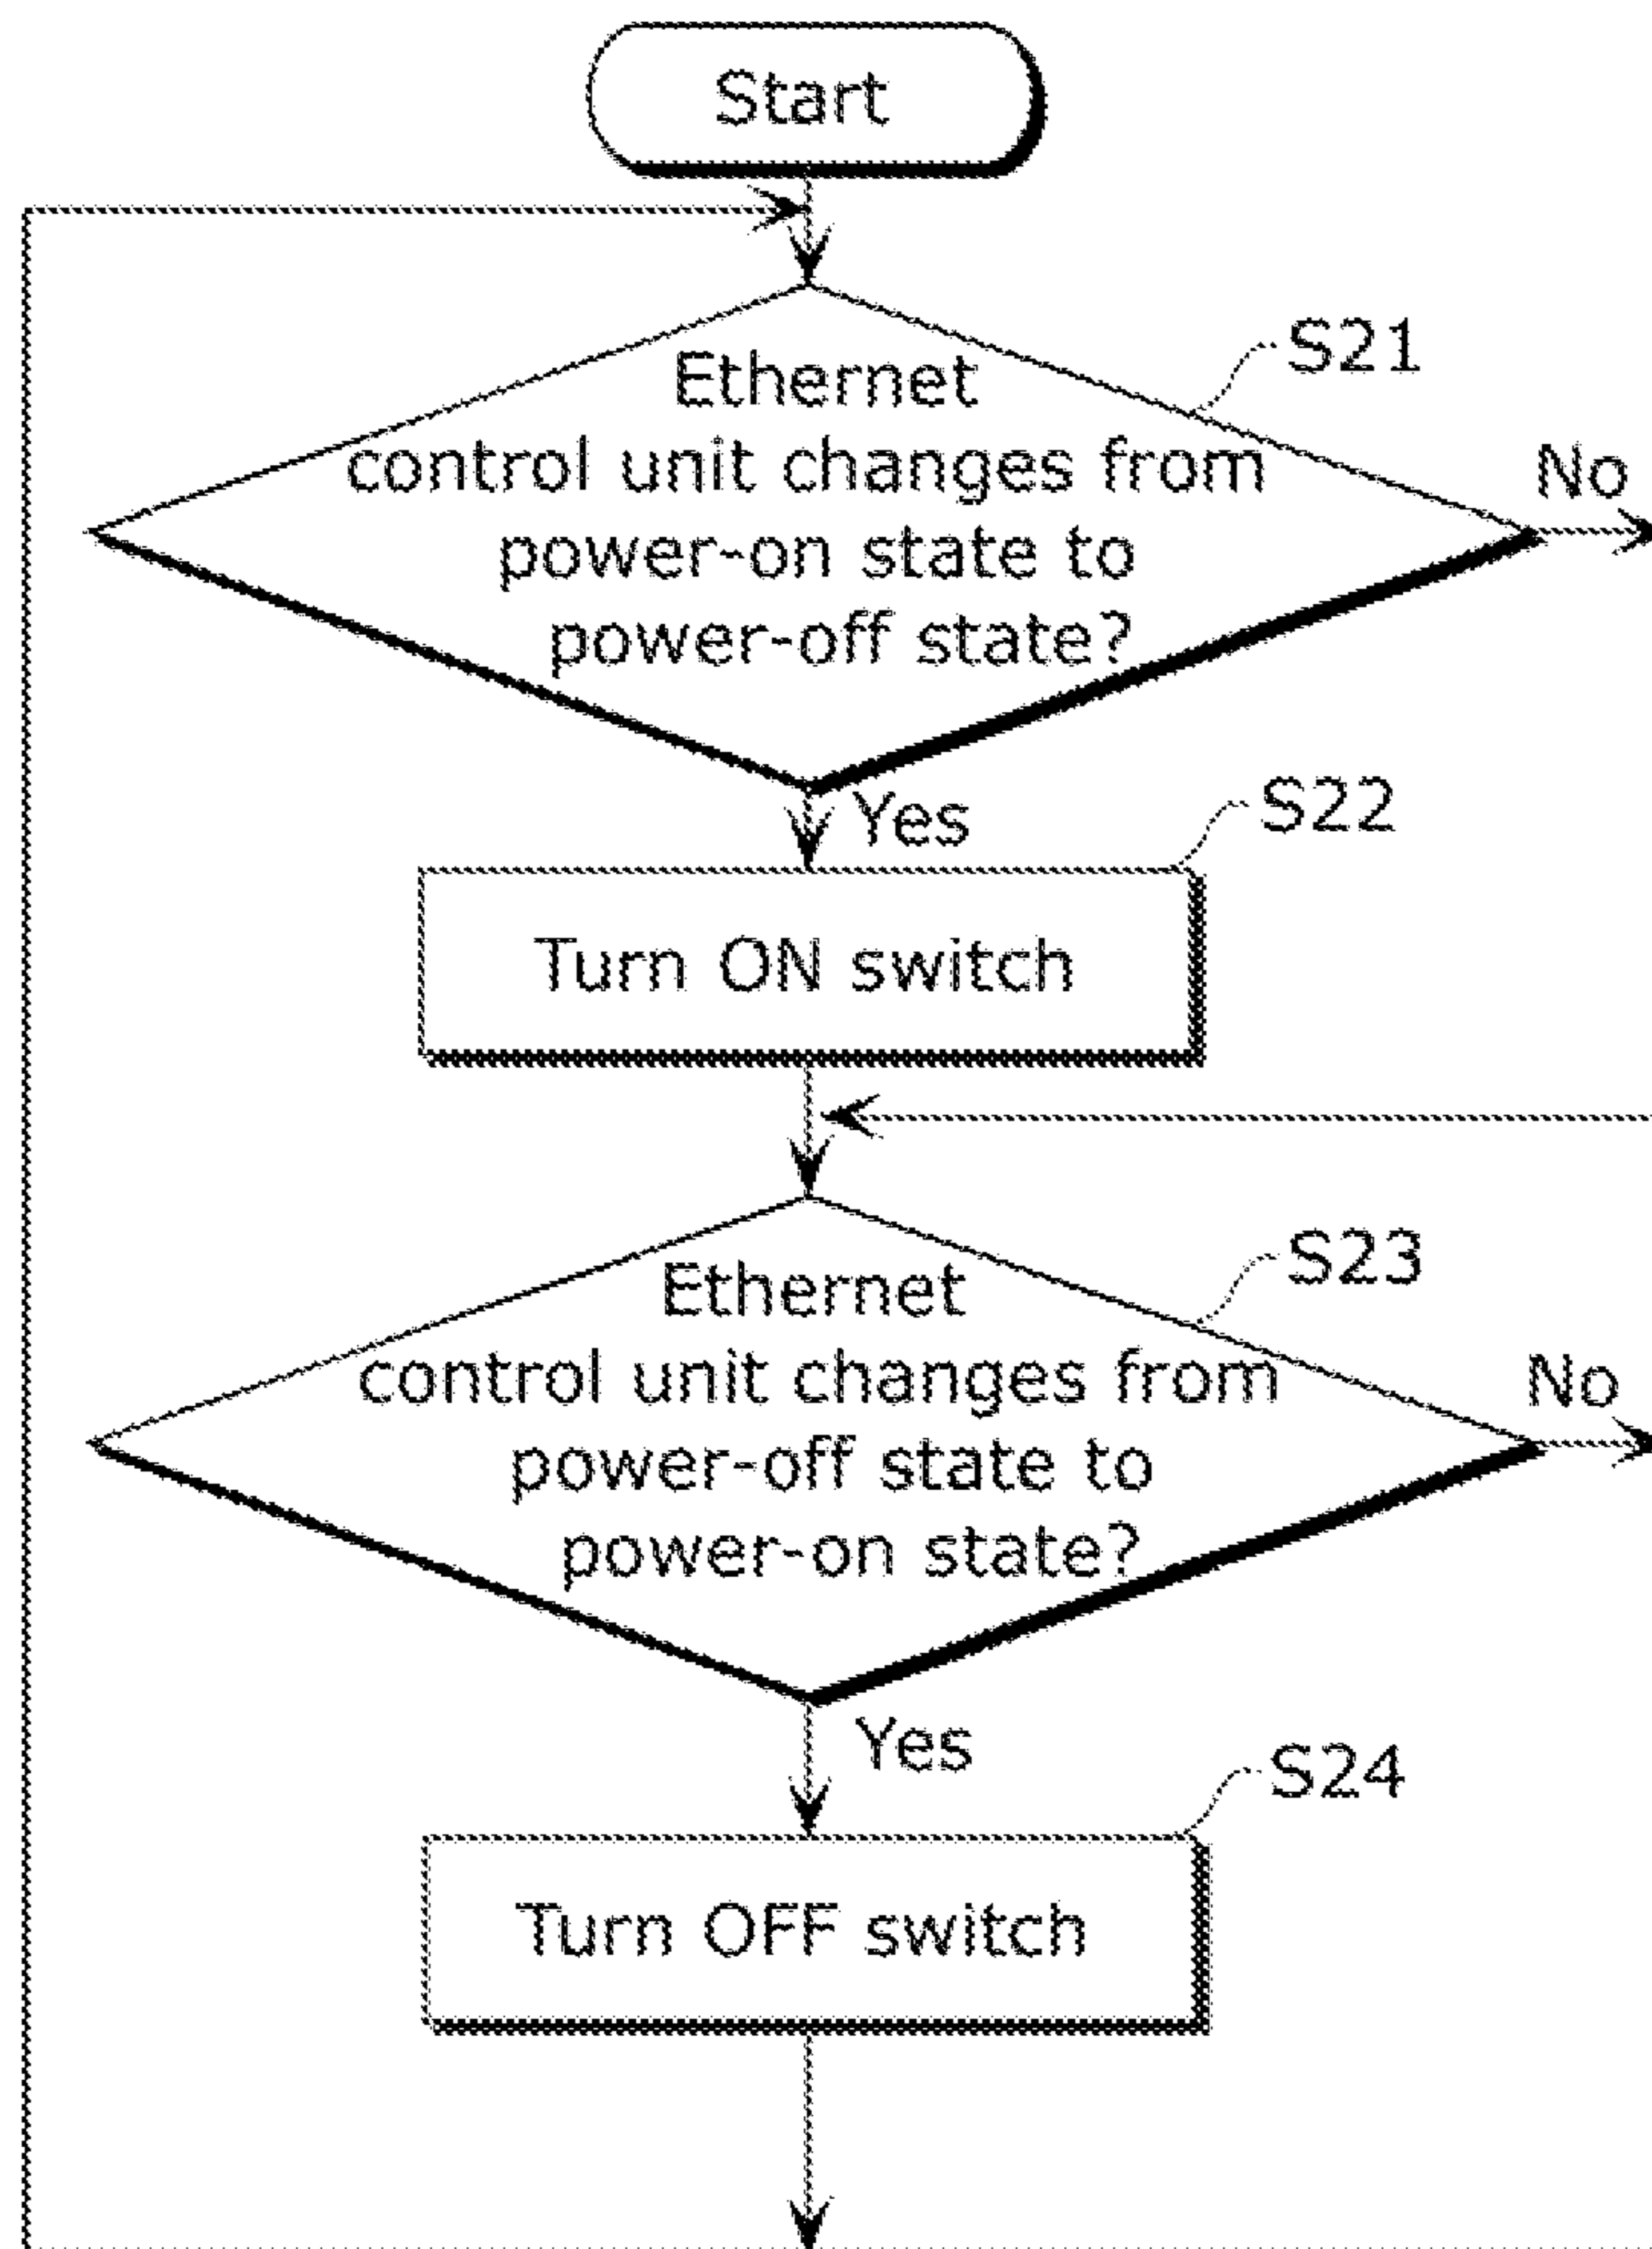 Start
S21
Ethernet
control unit changes from
power-on state to
power-off state?
No
Yes
S22
Turn ON switch
S23
Ethernet
control unit changes from
power-off state to
power-on state?
No
Yes
S24
Turn OFF switch